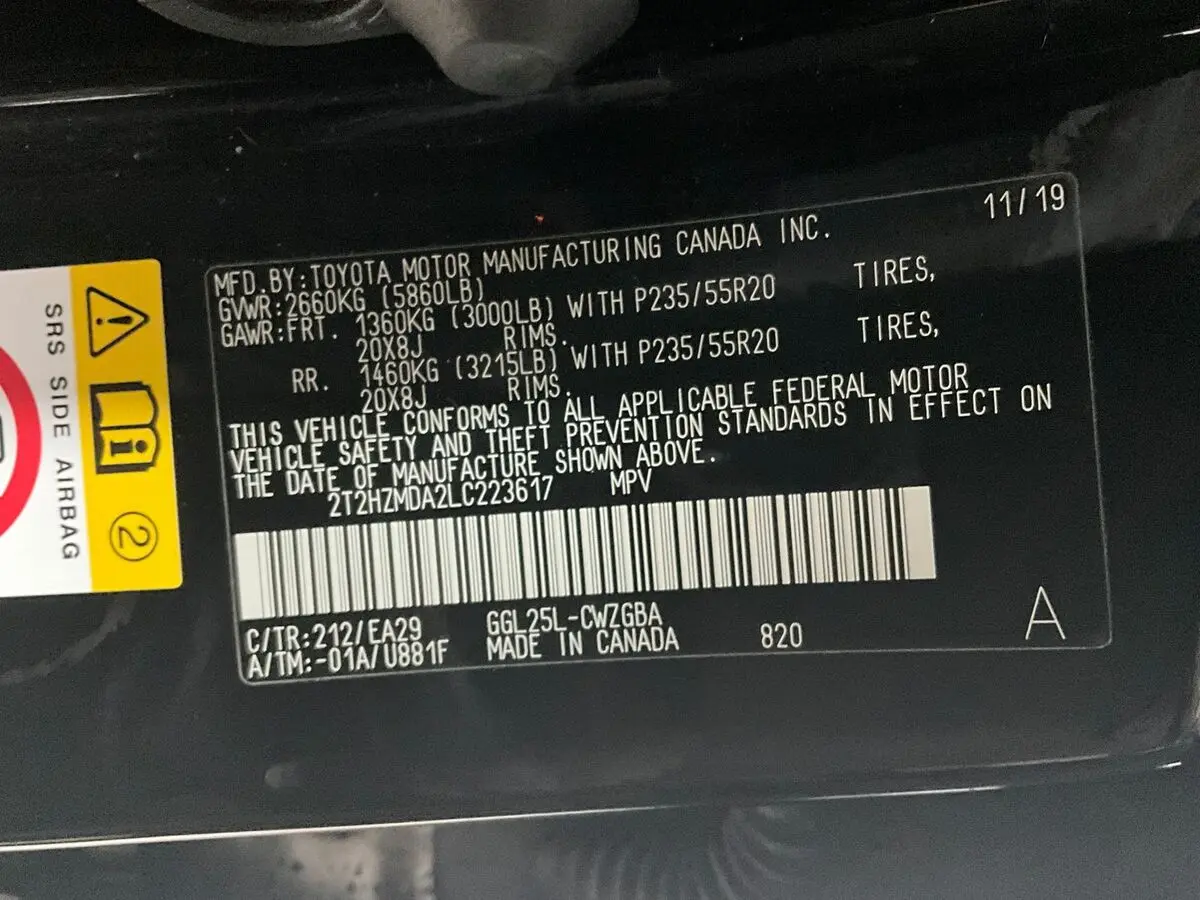 11/19
MFD.BY:TOYOTA MOTOR MANUFACTURING CANADA INC.
GVWR:2660KG (5860LB)
GAWR:FRT. 1360KG (3000LB) WITH P235/55R20 TIRES,
20X8J RIMS.
RR. 1460KG (3215LB) WITH P235/55R20 TIRES,
20X8J RIMS.
THIS VEHICLE CONFORMS TO ALL APPLICABLE FEDERAL MOTOR
VEHICLE SAFETY AND THEFT PREVENTION STANDARDS IN EFFECT ON
THE DATE OF MANUFACTURE SHOWN ABOVE.
2T2HZMDA2LC223617 MPV
C/TR:212/EA29 GGL25L-CWZGBA
A/TM:-01A/U881F MADE IN CANADA 820
A
SRS SIDE AIRBAG
2